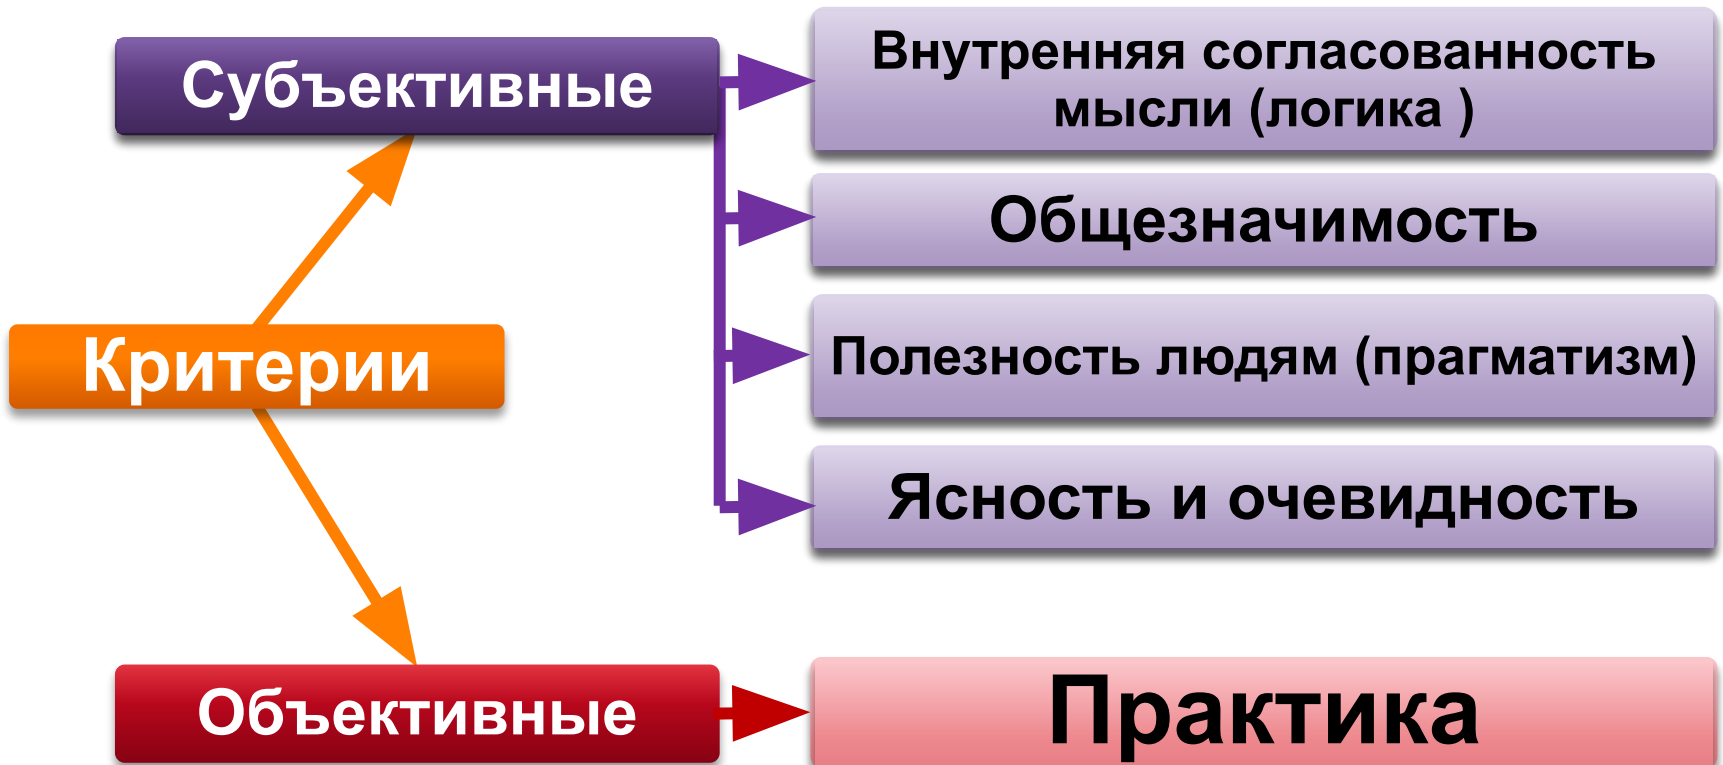 Субъективные
Внутренняя согласованность
мысли (логика )
Общезначимость
Критерии
Полезность людям (прагматизм)
Ясность и очевидность
Объективные
Практика